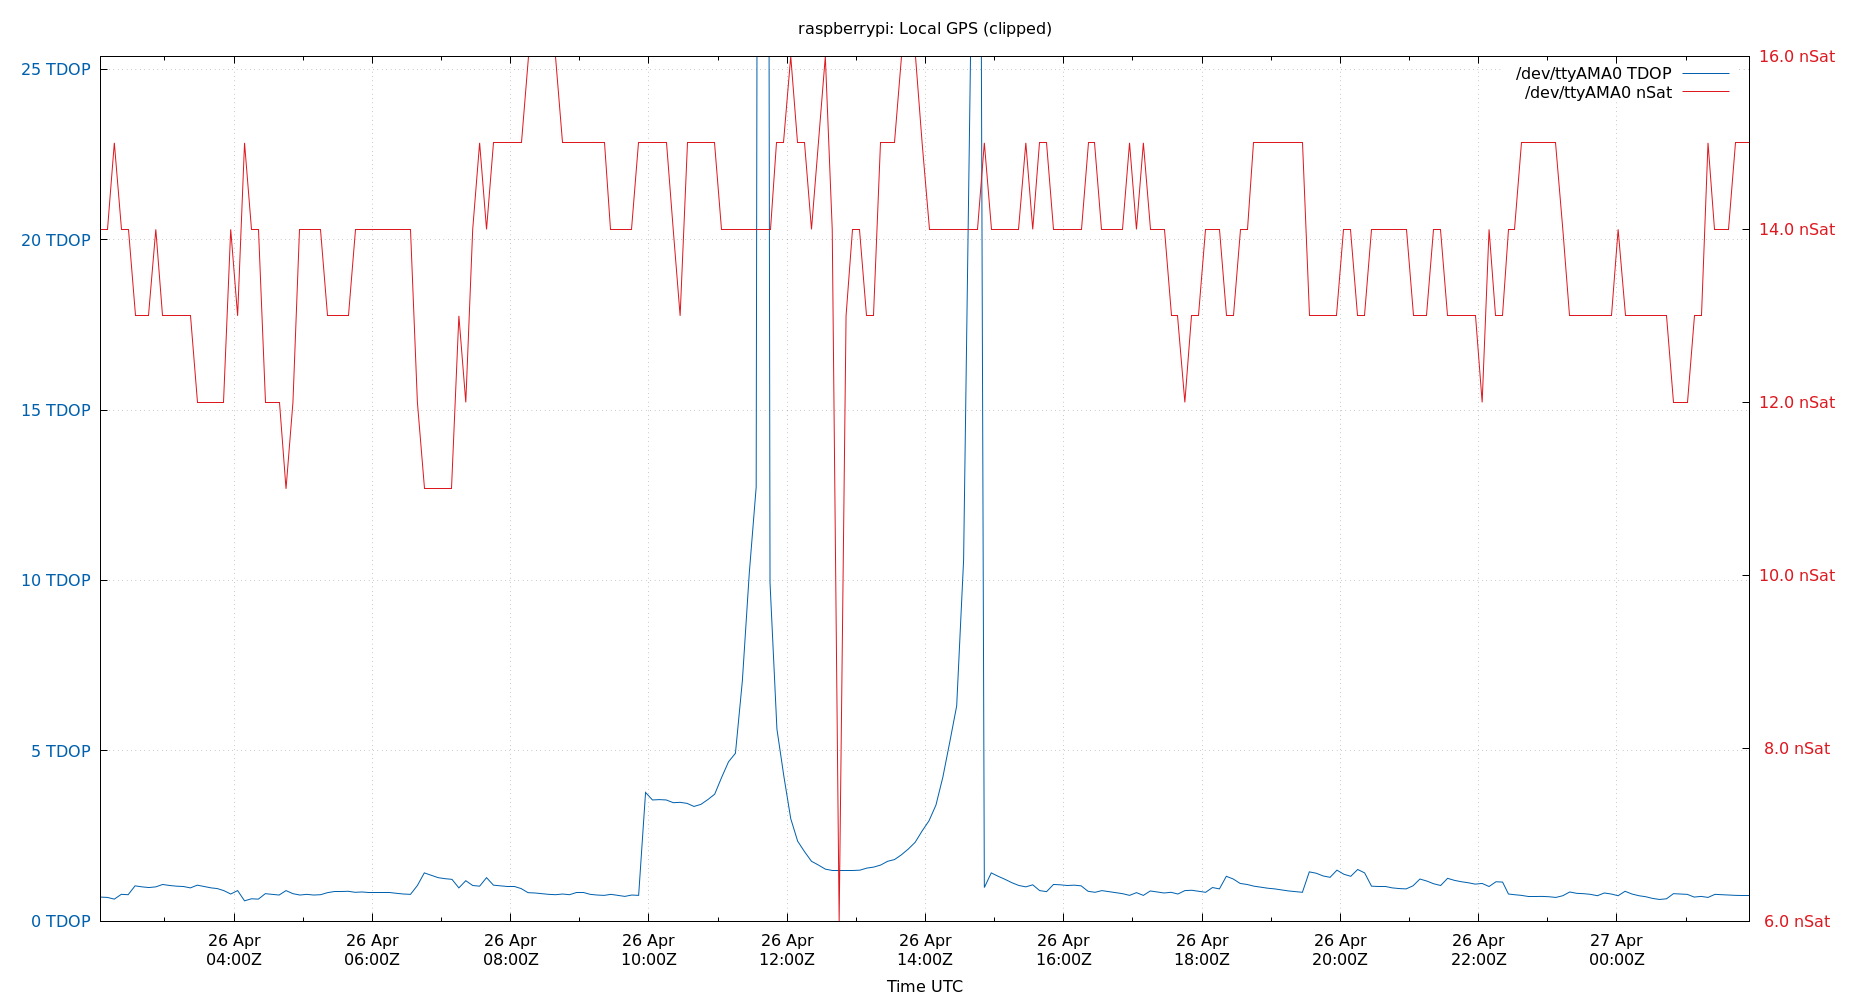 raspberrypi: Local GPS (clipped)
25 TDOP
20 TDOP
15 TDOP
10 TDOP
5 TDOP
0 TDOP
16.0 nSat
14.0 nSat
12.0 nSat
10.0 nSat
8.0 nSat
6.0 nSat
/dev/ttyAMA0 TDOP
/dev/ttyAMA0 nSat
26 Apr 26 Apr 26 Apr 26 Apr 26 Apr 26 Apr 26 Apr 26 Apr 26 Apr 26 Apr 27 Apr
04:00Z 06:00Z 08:00Z 10:00Z 12:00Z 14:00Z 16:00Z 18:00Z 20:00Z 22:00Z 00:00Z
Time UTC